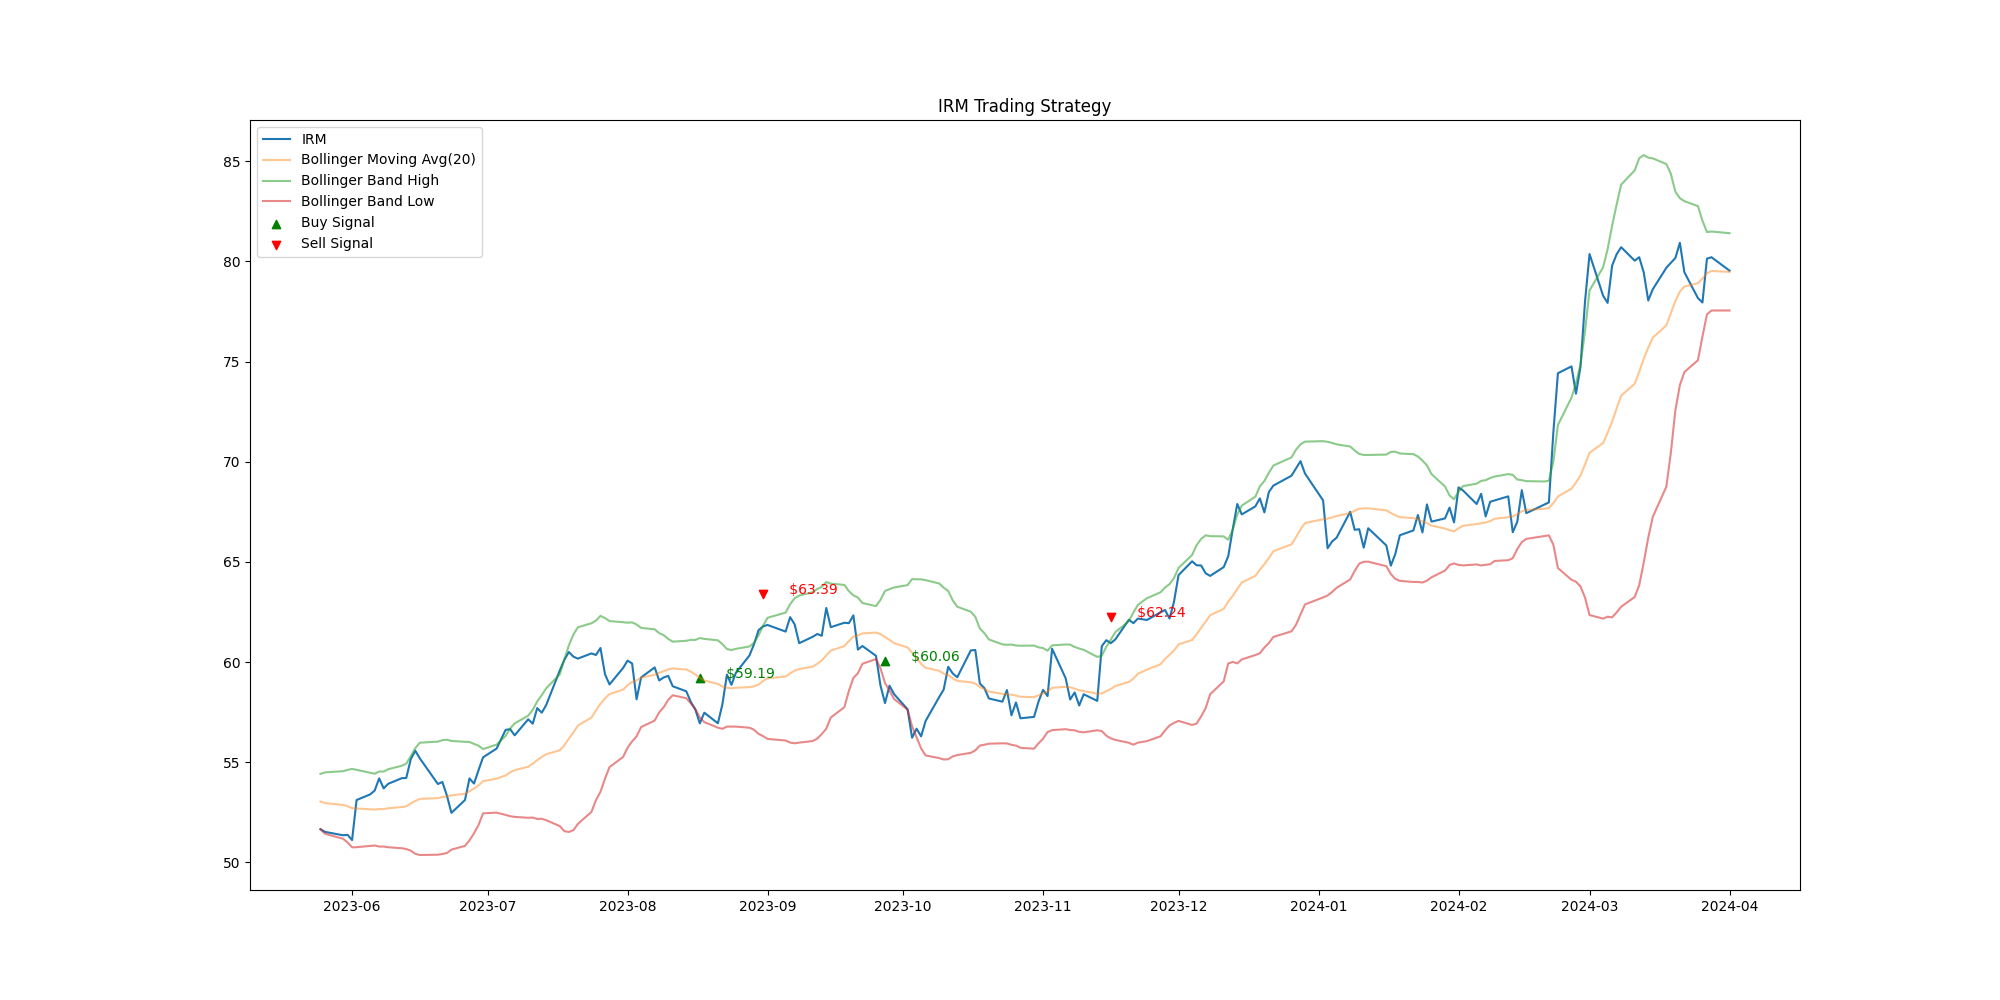 IRM Trading Strategy
IRM
Bollinger Moving Avg(20)
Bollinger Band High
Bollinger Band Low
Buy Signal
Sell Signal
85
80
75
70
65
60
55
50
$63.39
$59.19
$60.06
$62.24
2023-06 2023-07 2023-08 2023-09 2023-10 2023-11 2023-12 2024-01 2024-02 2024-03 2024-04